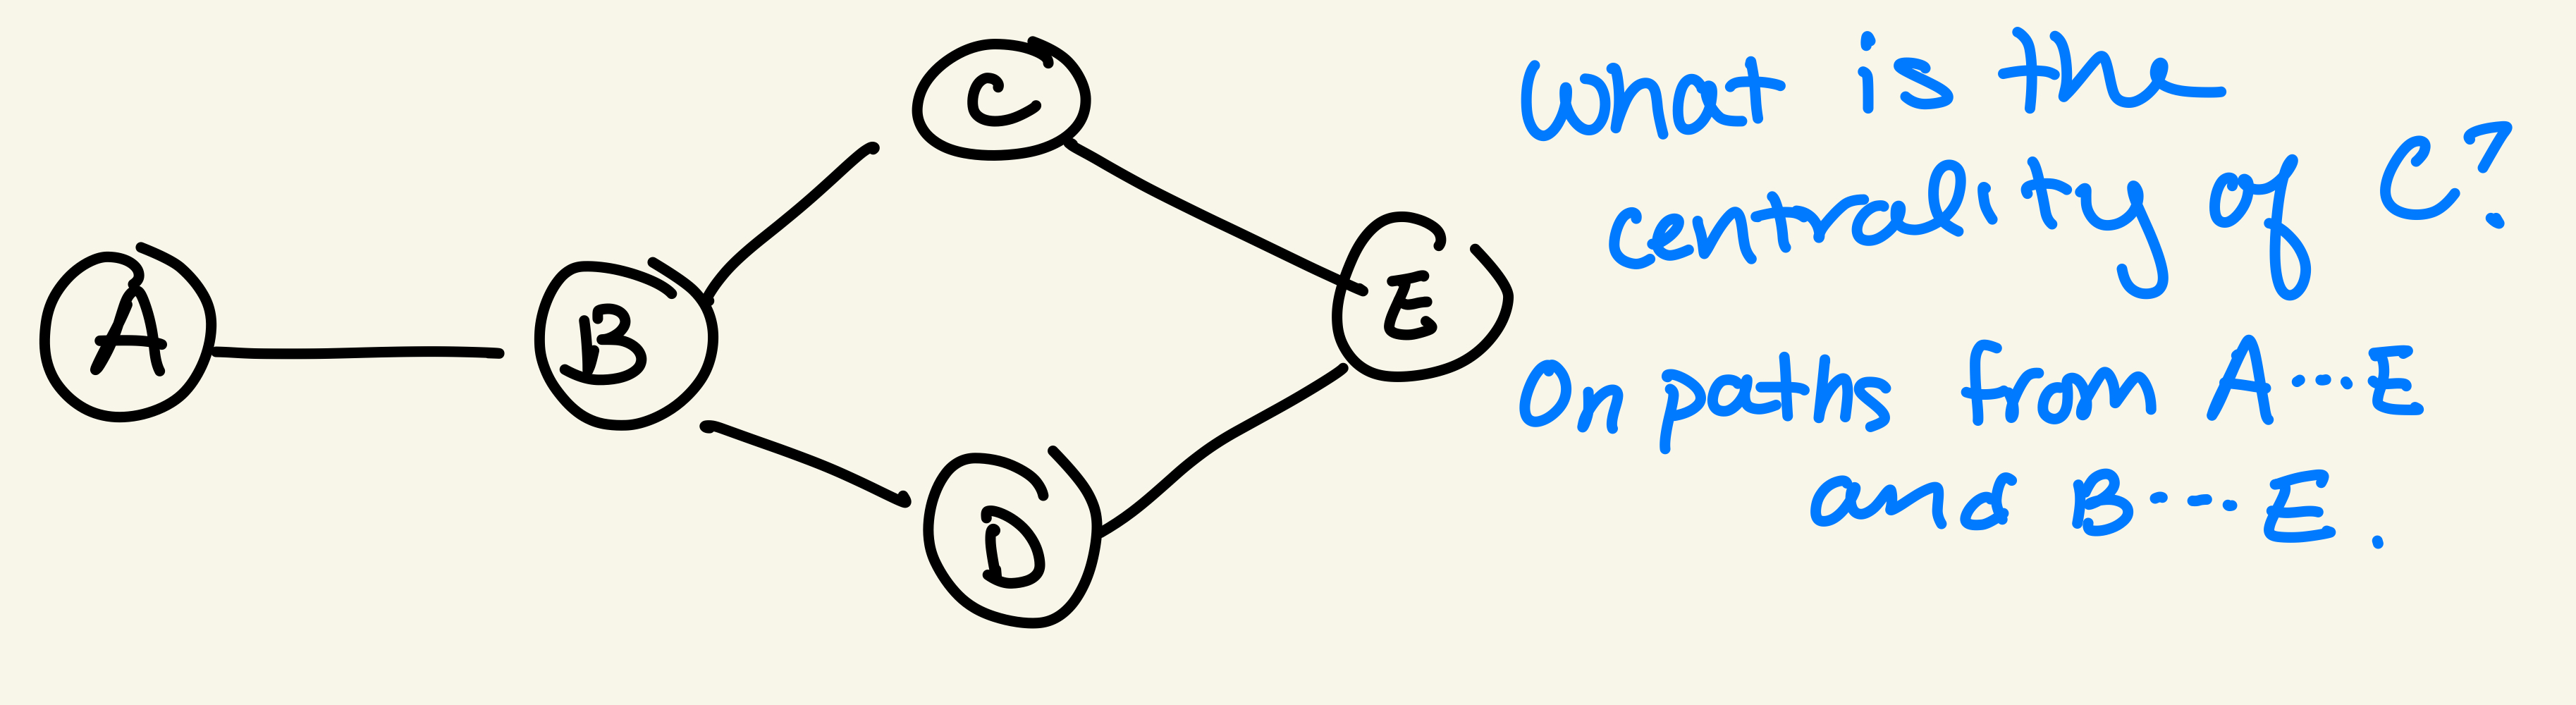 C
A
B
E
D
What is the
centrality of C?
On paths from A...E
and B...E.